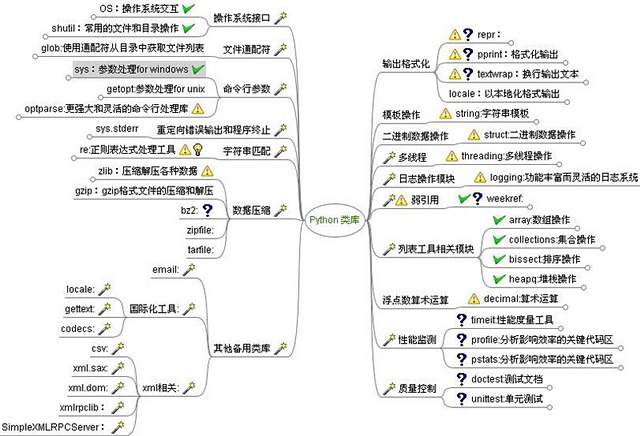 Python 类库
操作系统接口
OS：操作系统交互
shutil：常用的文件和目录操作
文件通配符
glob:使用通配符从目录中获取文件列表
命令行参数
sys：参数处理for windows
getopt:参数处理for unix
optparse:更强大和灵活的命令行处理库
重定向错误输出和程序终止
sys.stderr
字符串匹配
re:正则表达式处理工具
数据压缩
zlib：压缩解压各种数据
gzip：gzip格式文件的压缩和解压
bz2:
zipfile:
tarfile:
其他备用类库
email:
国际化工具:
locale:
gettext:
codecs:
xml相关:
csv:
xml.sax:
xml.dom:
xmlrpclib：
SimpleXMLRPCServer：
输出格式化
repr：
pprint：格式化输出
textwrap：换行输出文本
locale：以本地化格式输出
模板操作
string:字符串模板
二进制数据操作
struct:二进制数据操作
多线程
threading:多线程操作
日志操作模块
logging:功能丰富而灵活的日志系统
弱引用
weekref:
列表工具相关模块
array:数组操作
collections:集合操作
bissect:排序操作
heapq:堆栈操作
浮点数算术运算
decimal:算术运算
性能监测
timeit:性能度量工具
profile:分析影响效率的关键代码区
pstats:分析影响效率的关键代码区
质量控制
doctest:测试文档
unittest:单元测试